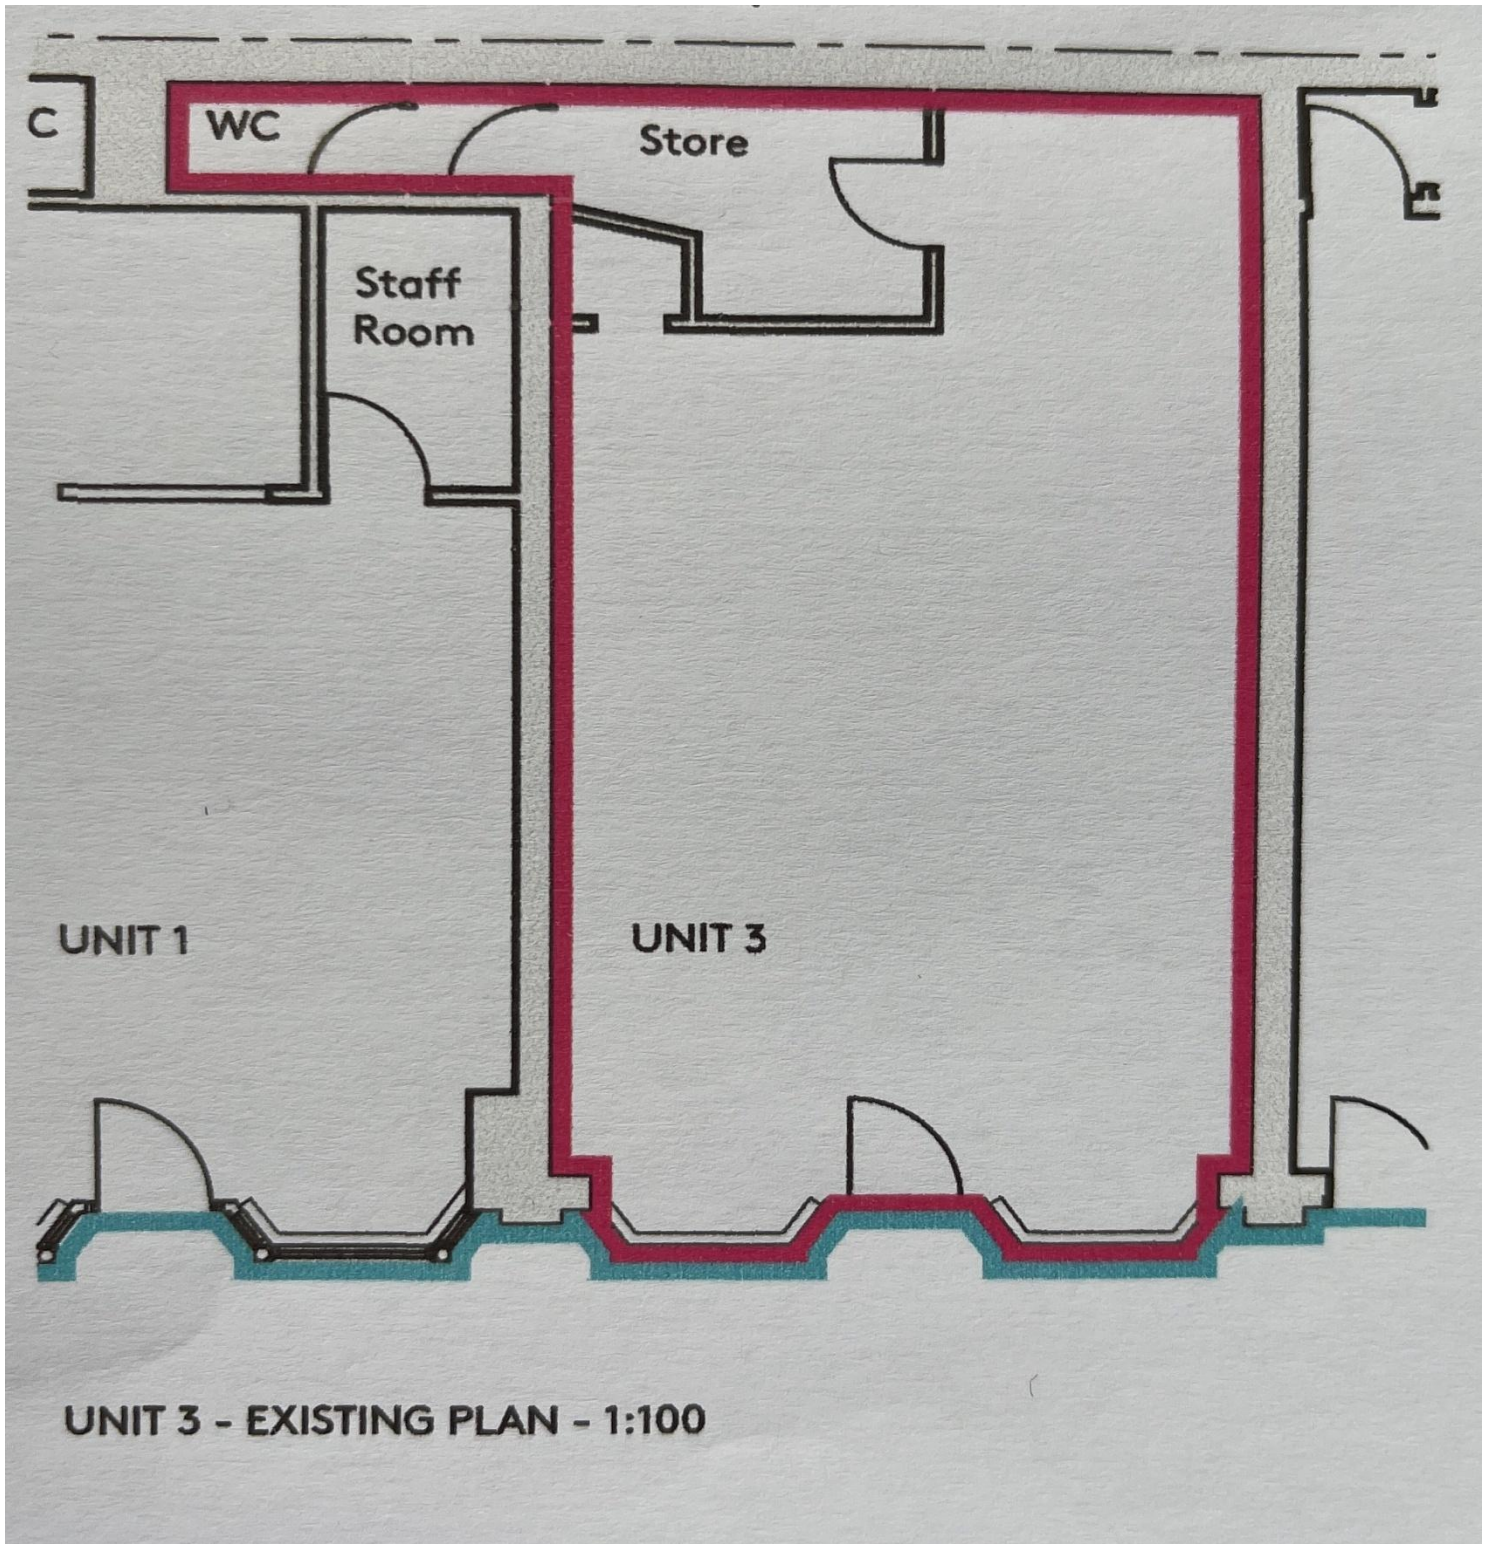 C
WC
Store
Staff
Room
UNIT 1
UNIT 3
UNIT 3 - EXISTING PLAN - 1:100